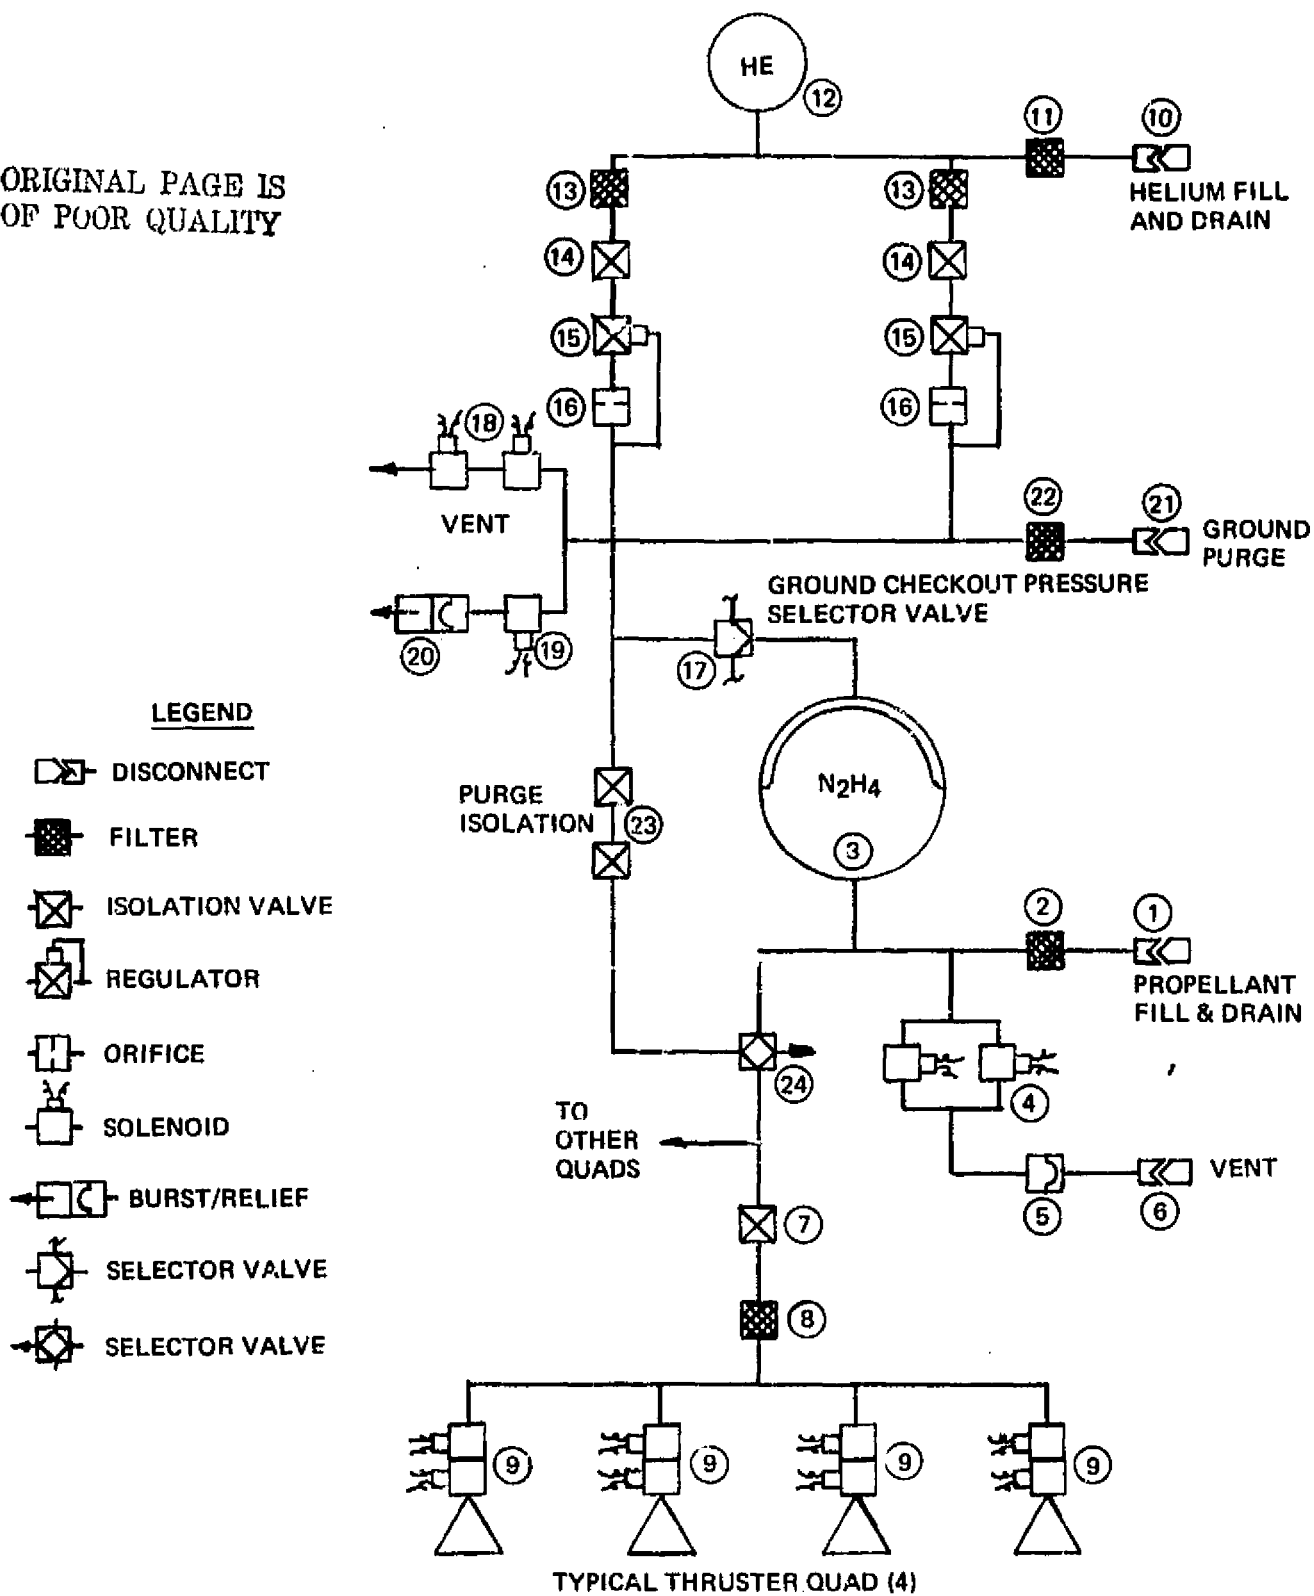 HE
12
11
10
ORIGINAL PAGE IS
OF POOR QUALITY
13
13
HELIUM FILL
AND DRAIN
14
14
15
15
16
16
18
VENT
22
21
GROUND
PURGE
GROUND CHECKOUT PRESSURE
SELECTOR VALVE
20
19
17
LEGEND
DISCONNECT
FILTER
ISOLATION VALVE
REGULATOR
ORIFICE
SOLENOID
BURST/RELIEF
SELECTOR VALVE
SELECTOR VALVE
PURGE
ISOLATION
23
N2H4
3
2
1
PROPELLANT
FILL & DRAIN
24
4
TO
OTHER
QUADS
VENT
5
6
7
8
9
9
9
9
TYPICAL THRUSTER QUAD (4)